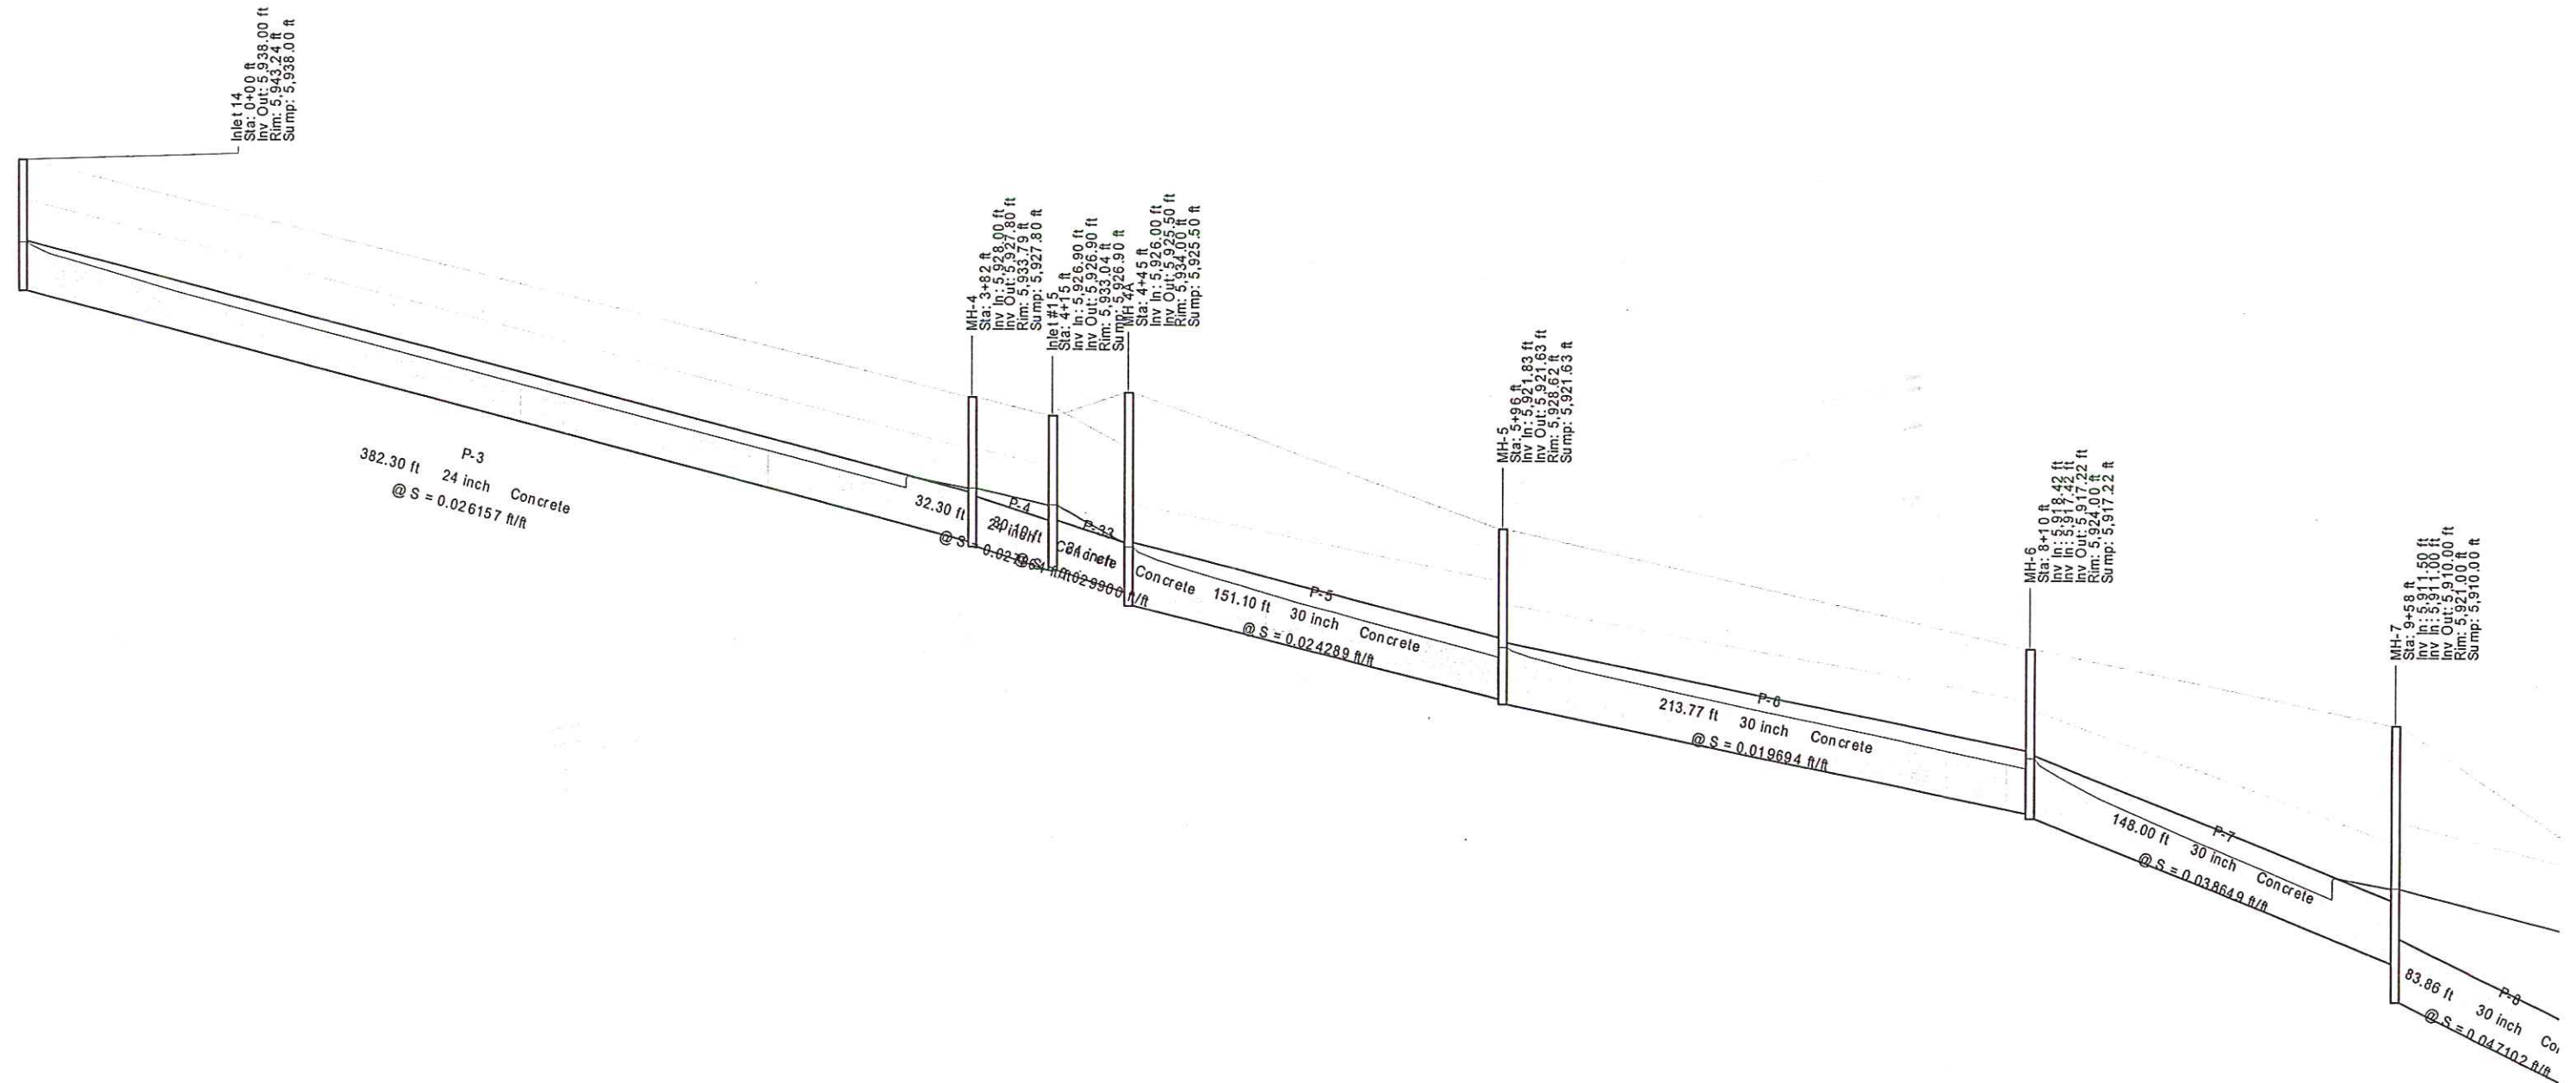 Inlet 14
Sta: 0+00 ft
Inv Out: 5,938.00 ft
Rim: 5,943.24 ft
Sump: 5,938.00 ft
MH-4
Sta: 3+82 ft
Inv In: 5,928.00 ft
Inv Out: 5,927.80 ft
Rim: 5,933.79 ft
Sump: 5,927.80 ft
Inlet #15
Sta: 4+15 ft
Inv In: 5,926.90 ft
Inv Out: 5,926.90 ft
Rim: 5,933.04 ft
Sump: 5,926.90 ft
MH 4A
Sta: 4+45 ft
Inv In: 5,926.00 ft
Inv Out: 5,925.50 ft
Rim: 5,934.00 ft
Sump: 5,925.50 ft
MH-5
Sta: 5+96 ft
Inv In: 5,921.83 ft
Inv Out: 5,921.63 ft
Rim: 5,928.62 ft
Sump: 5,921.63 ft
MH-6
Sta: 8+10 ft
Inv In: 5,918.42 ft
Inv In: 5,917.42 ft
Inv Out: 5,917.22 ft
Rim: 5,924.00 ft
Sump: 5,917.22 ft
MH-7
Sta: 9+58 ft
Inv In: 5,911.50 ft
Inv In: 5,911.00 ft
Inv Out: 5,910.00 ft
Rim: 5,921.00 ft
Sump: 5,910.00 ft
P-3
382.30 ft 24 inch Concrete
@ S = 0.026157 ft/ft
P-4
32.30 ft 24 inch Concrete
@ S = ft/ft
P-33
Concrete
ft/ft
P-5
151.10 ft 30 inch Concrete
@ S = 0.024289 ft/ft
P-6
213.77 ft 30 inch Concrete
@ S = 0.019694 ft/ft
P-7
148.00 ft 30 inch Concrete
@ S = 0.038649 ft/ft
P-8
83.86 ft 30 inch
@ S = 0.047102 ft/ft